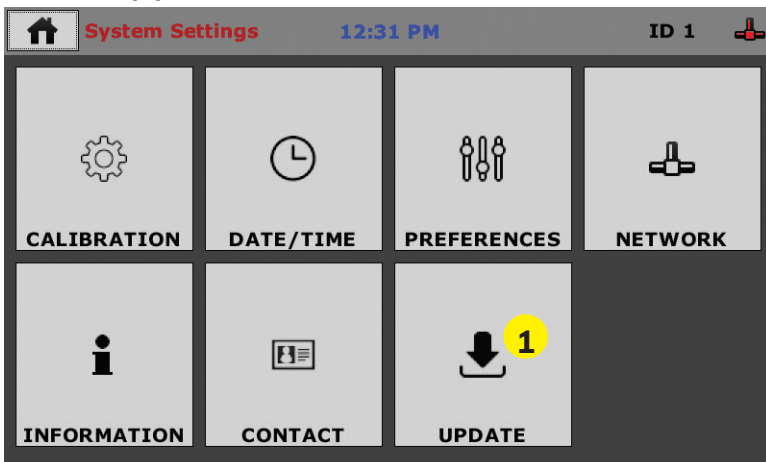 System Settings 12:31 PM ID 1
CALIBRATION DATE/TIME PREFERENCES NETWORK
1
INFORMATION CONTACT UPDATE